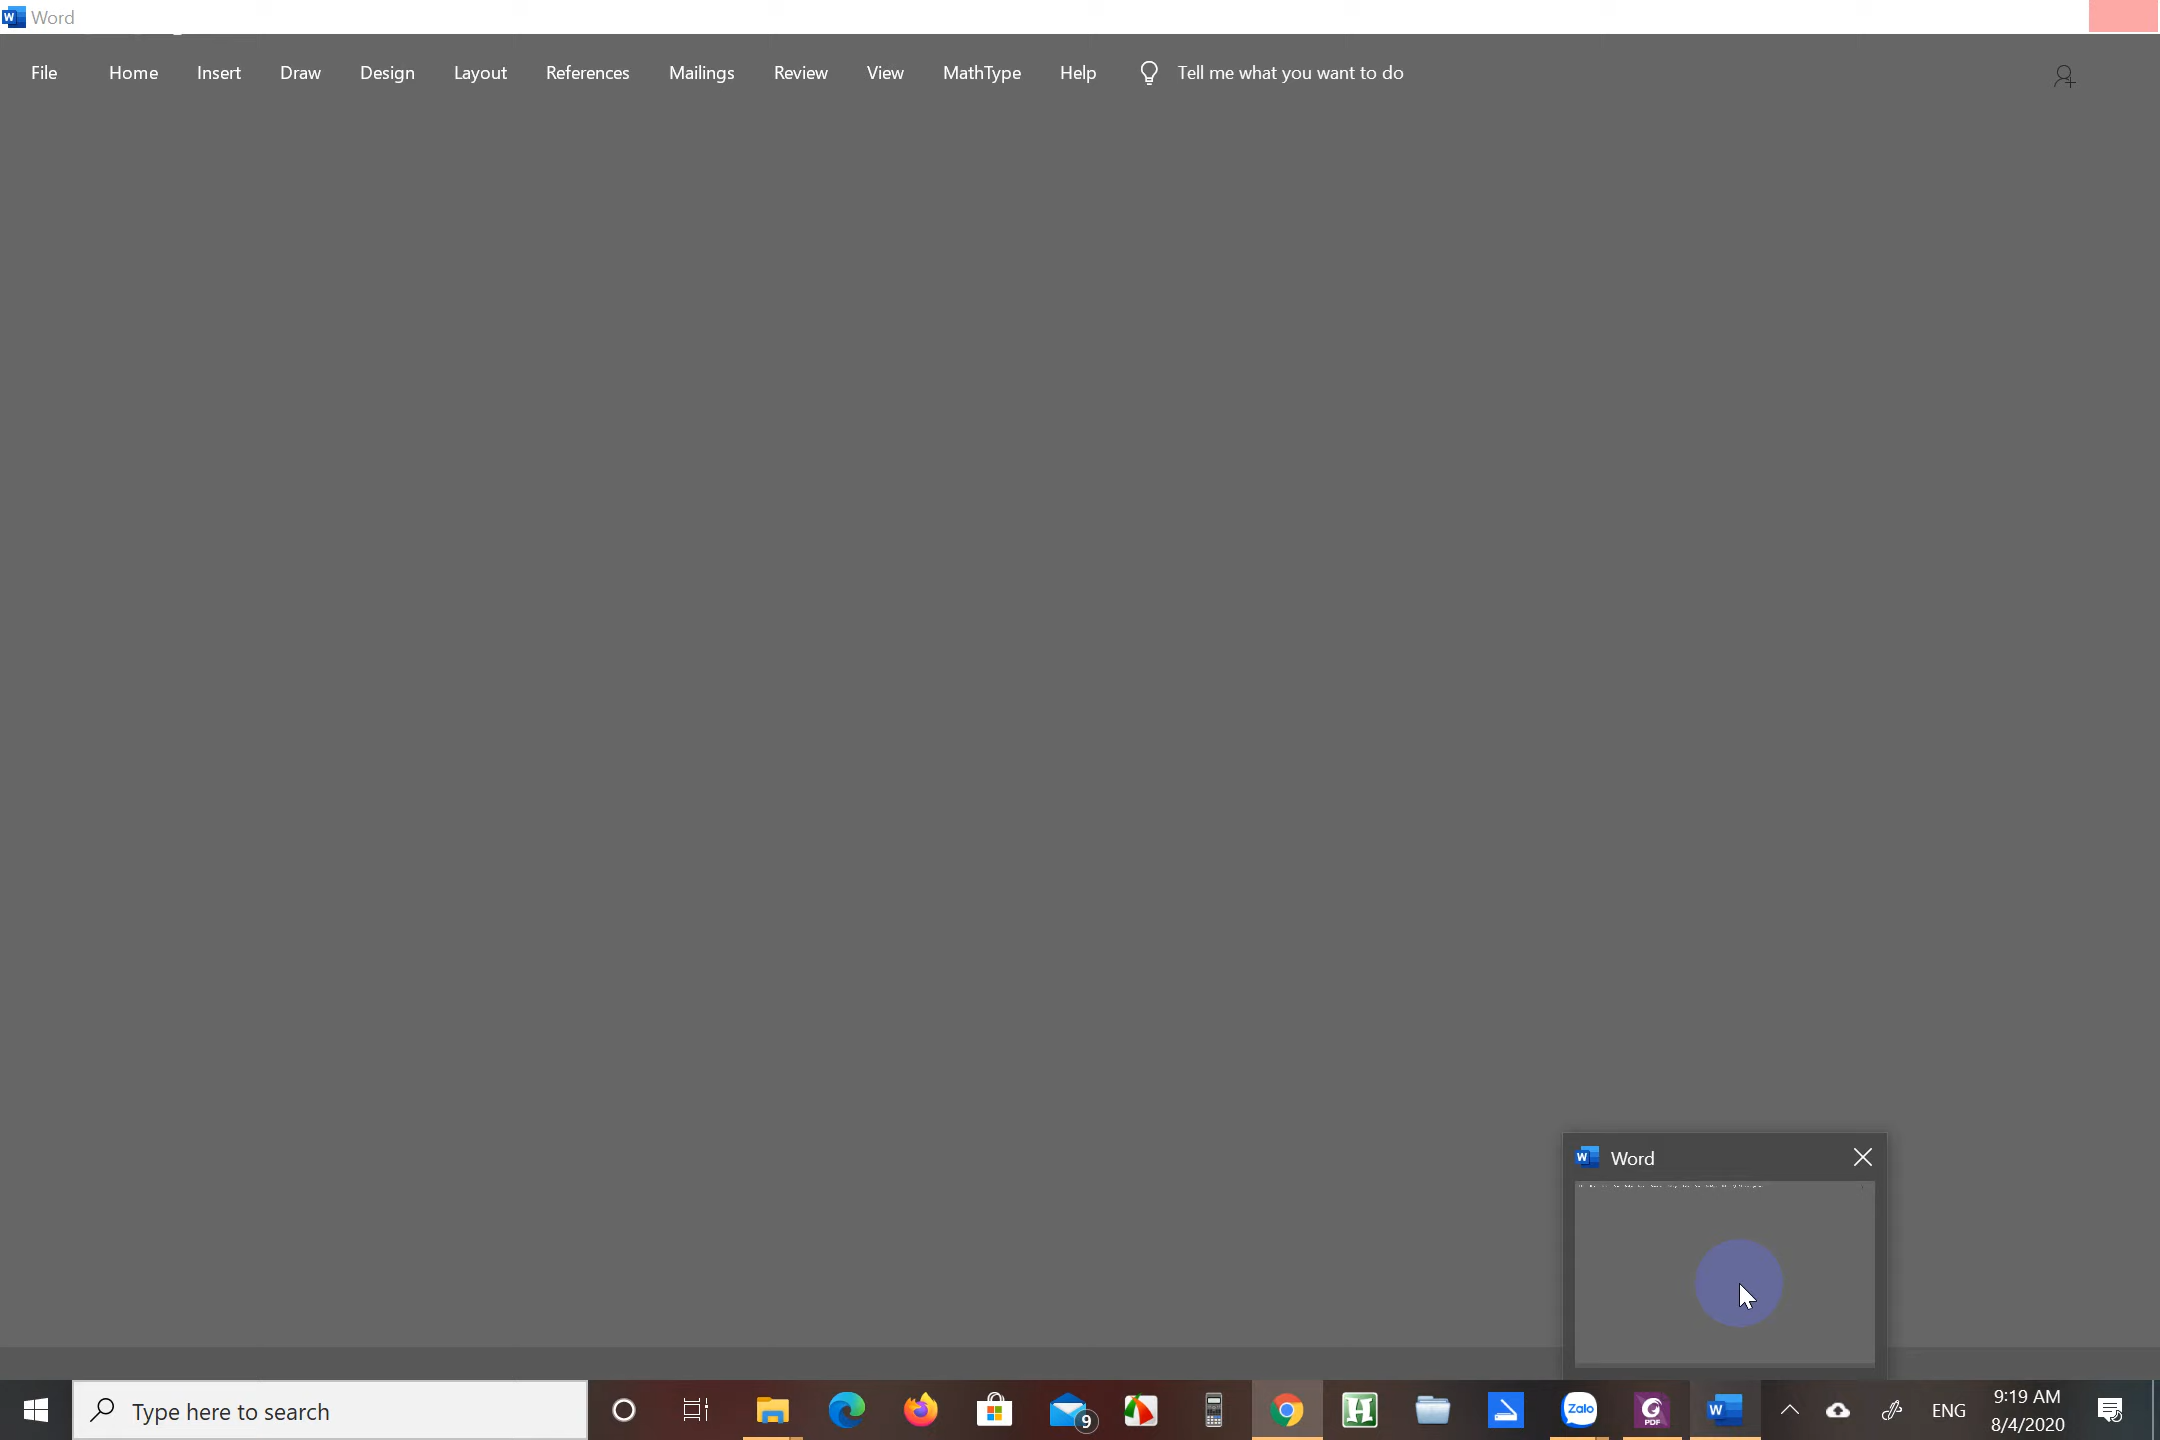 Word
File Home Insert Draw Design Layout References Mailings Review View MathType Help Tell me what you want to do
Word
Type here to search
9
Zalo
PDF
W
ENG
9:19 AM
8/4/2020